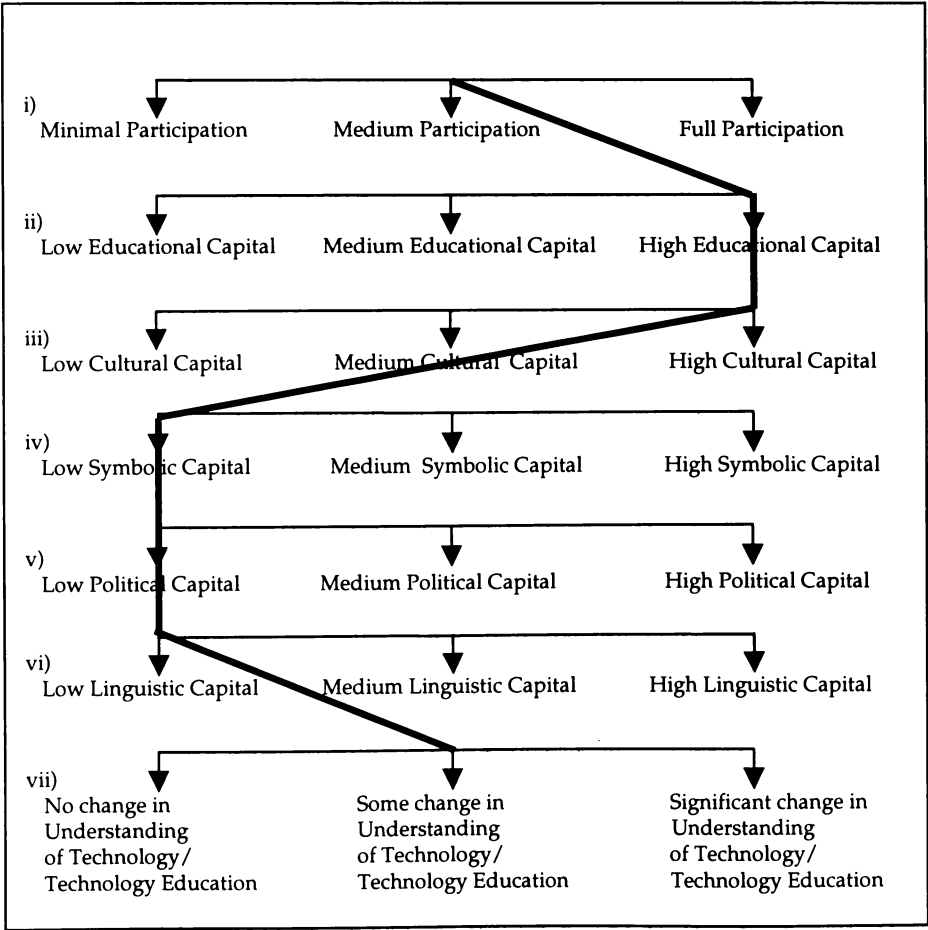 i)
Minimal Participation Medium Participation Full Participation
ii)
Low Educational Capital Medium Educational Capital High Educational Capital
iii)
Low Cultural Capital Medium Cultural Capital High Cultural Capital
iv)
Low Symbolic Capital Medium Symbolic Capital High Symbolic Capital
v)
Low Political Capital Medium Political Capital High Political Capital
vi)
Low Linguistic Capital Medium Linguistic Capital High Linguistic Capital
vii)
No change in
Understanding
of Technology/
Technology Education
Some change in
Understanding
of Technology/
Technology Education
Significant change in
Understanding
of Technology/
Technology Education